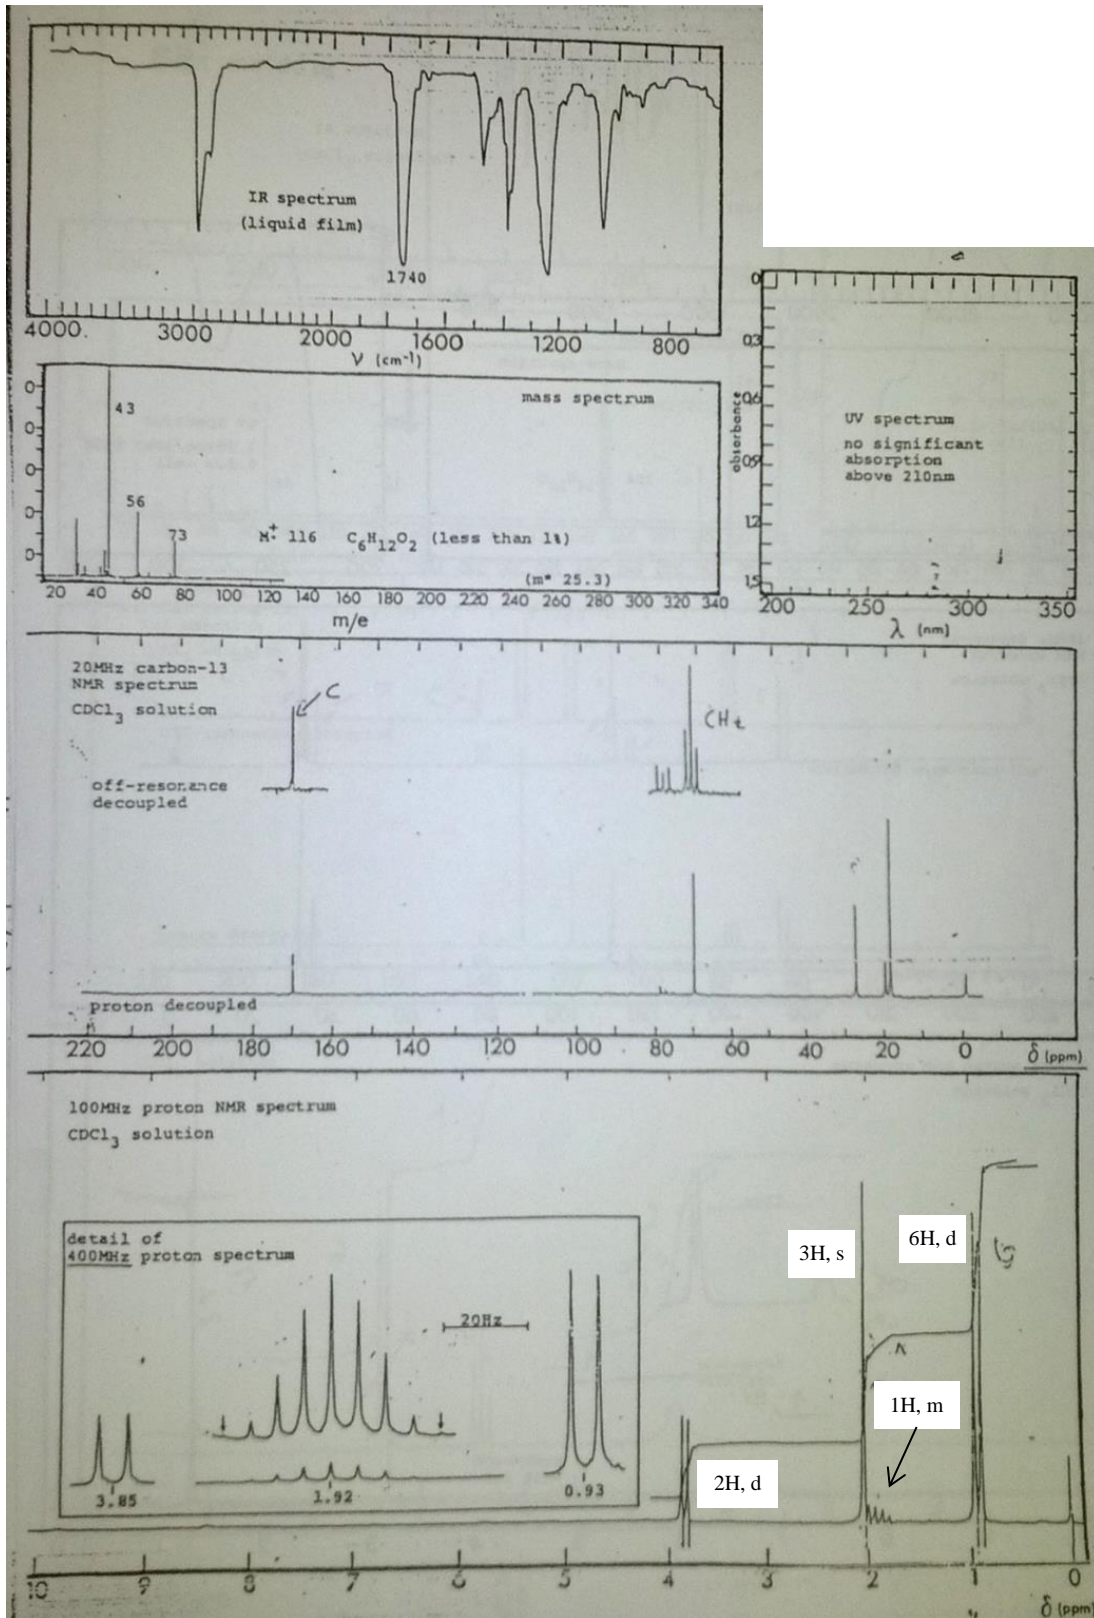 IR spectrum
(liquid film)
1740
4000 3000 2000 1600 1200 800
ν (cm-1)
mass spectrum
43
56
73
M+· 116 C6H12O2 (less than 1%)
(m* 25.3)
20 40 60 80 100 120 140 160 180 200 220 240 260 280 300 320 340
m/e
0
0.3
0.6
0.9
1.2
1.5
absorbance
UV spectrum
no significant
absorption
above 210nm
200 250 300 350
λ (nm)
20MHz carbon-13
NMR spectrum
CDCl3 solution
C
CH2
off-resonance
decoupled
proton decoupled
220 200 180 160 140 120 100 80 60 40 20 0 δ (ppm)
100MHz proton NMR spectrum
CDCl3 solution
detail of
400MHz proton spectrum
20Hz
3.85 1.92 0.93
3H, s
6H, d
1H, m
2H, d
10 9 8 7 6 5 4 3 2 1 0
δ (ppm)